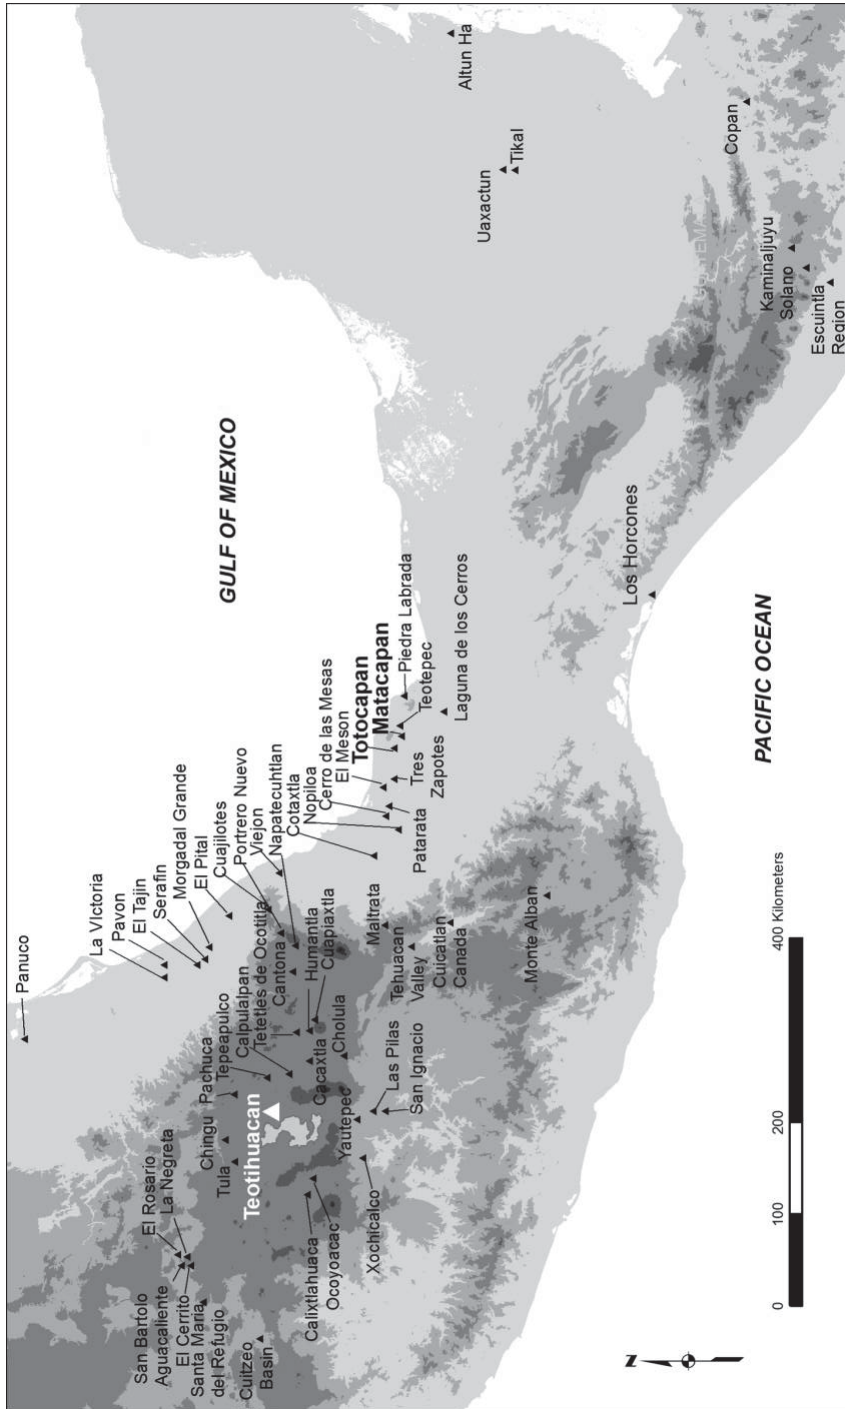 Panuco
La VIctoria
Pavon
El Tajin
Serafin
Morgadal Grande
El Pital
Cuajilotes
Portrero Nuevo
Viejon
Napatecuhtlan
Cotaxtla
Nopiloa
Cerro de las Mesas
El Meson
Totocapan
Matacapan
Piedra Labrada
Teotepec
Laguna de los Cerros
Tres
Zapotes
Patarata
GULF OF MEXICO
San Bartolo
Aguacaliente
El Rosario
La Negreta
El Cerrito
Santa Maria
del Refugio
Cuitzeo
Basin
Chingu
Tula
Pachuca
Tepeapulco
Calpulalpan
Tetetles de Ocotitla
Cantona
Humantla
Cuapiaxtla
Teotihuacan
Cacaxtla
Cholula
Calixtlahuaca
Ocoyoacac
Yautepec
Xochicalco
Las Pilas
San Ignacio
Maltrata
Tehuacan
Valley
Cuicatlan
Canada
Monte Alban
Los Horcones
Altun Ha
Uaxactun
Tikal
Copan
Kaminaljuyu
Solano
Escuintla
Region
PACIFIC OCEAN
N
0 100 200 400 Kilometers